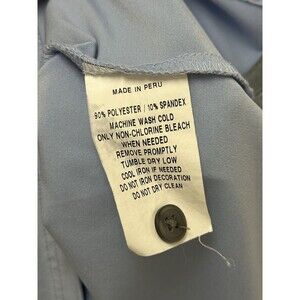 MADE IN PERU
90% POLYESTER / 10% SPANDEX
MACHINE WASH COLD
ONLY NON-CHLORINE BLEACH
WHEN NEEDED
REMOVE PROMPTLY
TUMBLE DRY LOW
COOL IRON IF NEEDED
DO NOT IRON DECORATION
DO NOT DRY CLEAN